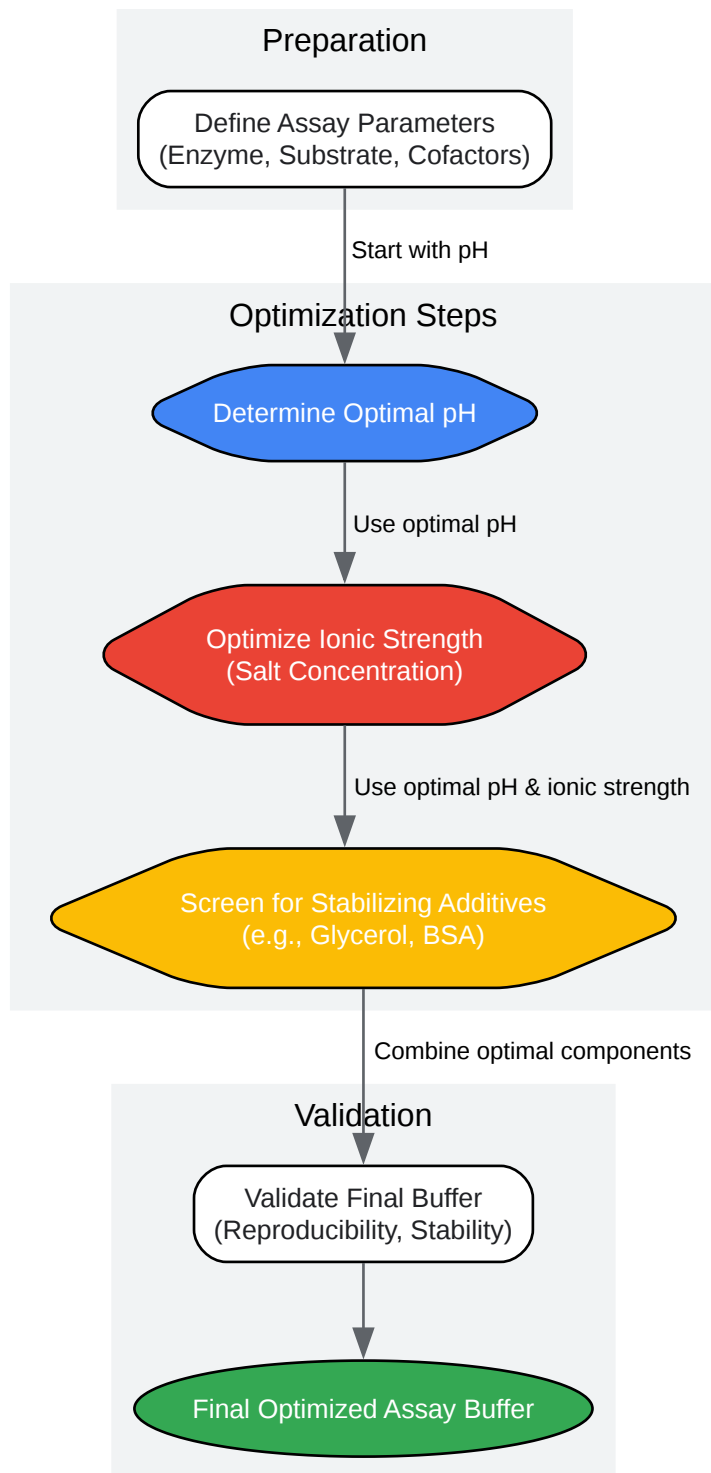 Preparation
Define Assay Parameters
(Enzyme, Substrate, Cofactors)
Start with pH
Optimization Steps
Determine Optimal pH
Use optimal pH
Optimize Ionic Strength
(Salt Concentration)
Use optimal pH & ionic strength
Screen for Stabilizing Additives
(e.g., Glycerol, BSA)
Combine optimal components
Validation
Validate Final Buffer
(Reproducibility, Stability)
Final Optimized Assay Buffer